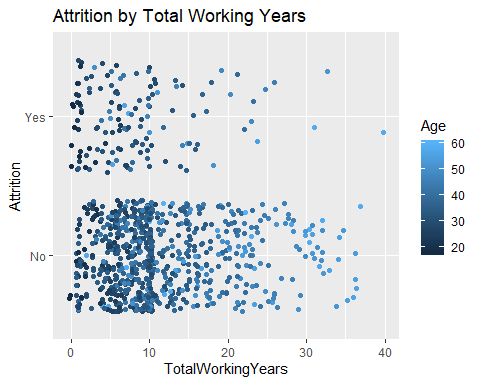 Attrition by Total Working Years
Yes
No
Attrition
0
10
20
30
40
TotalWorkingYears
Age
60
50
40
30
20